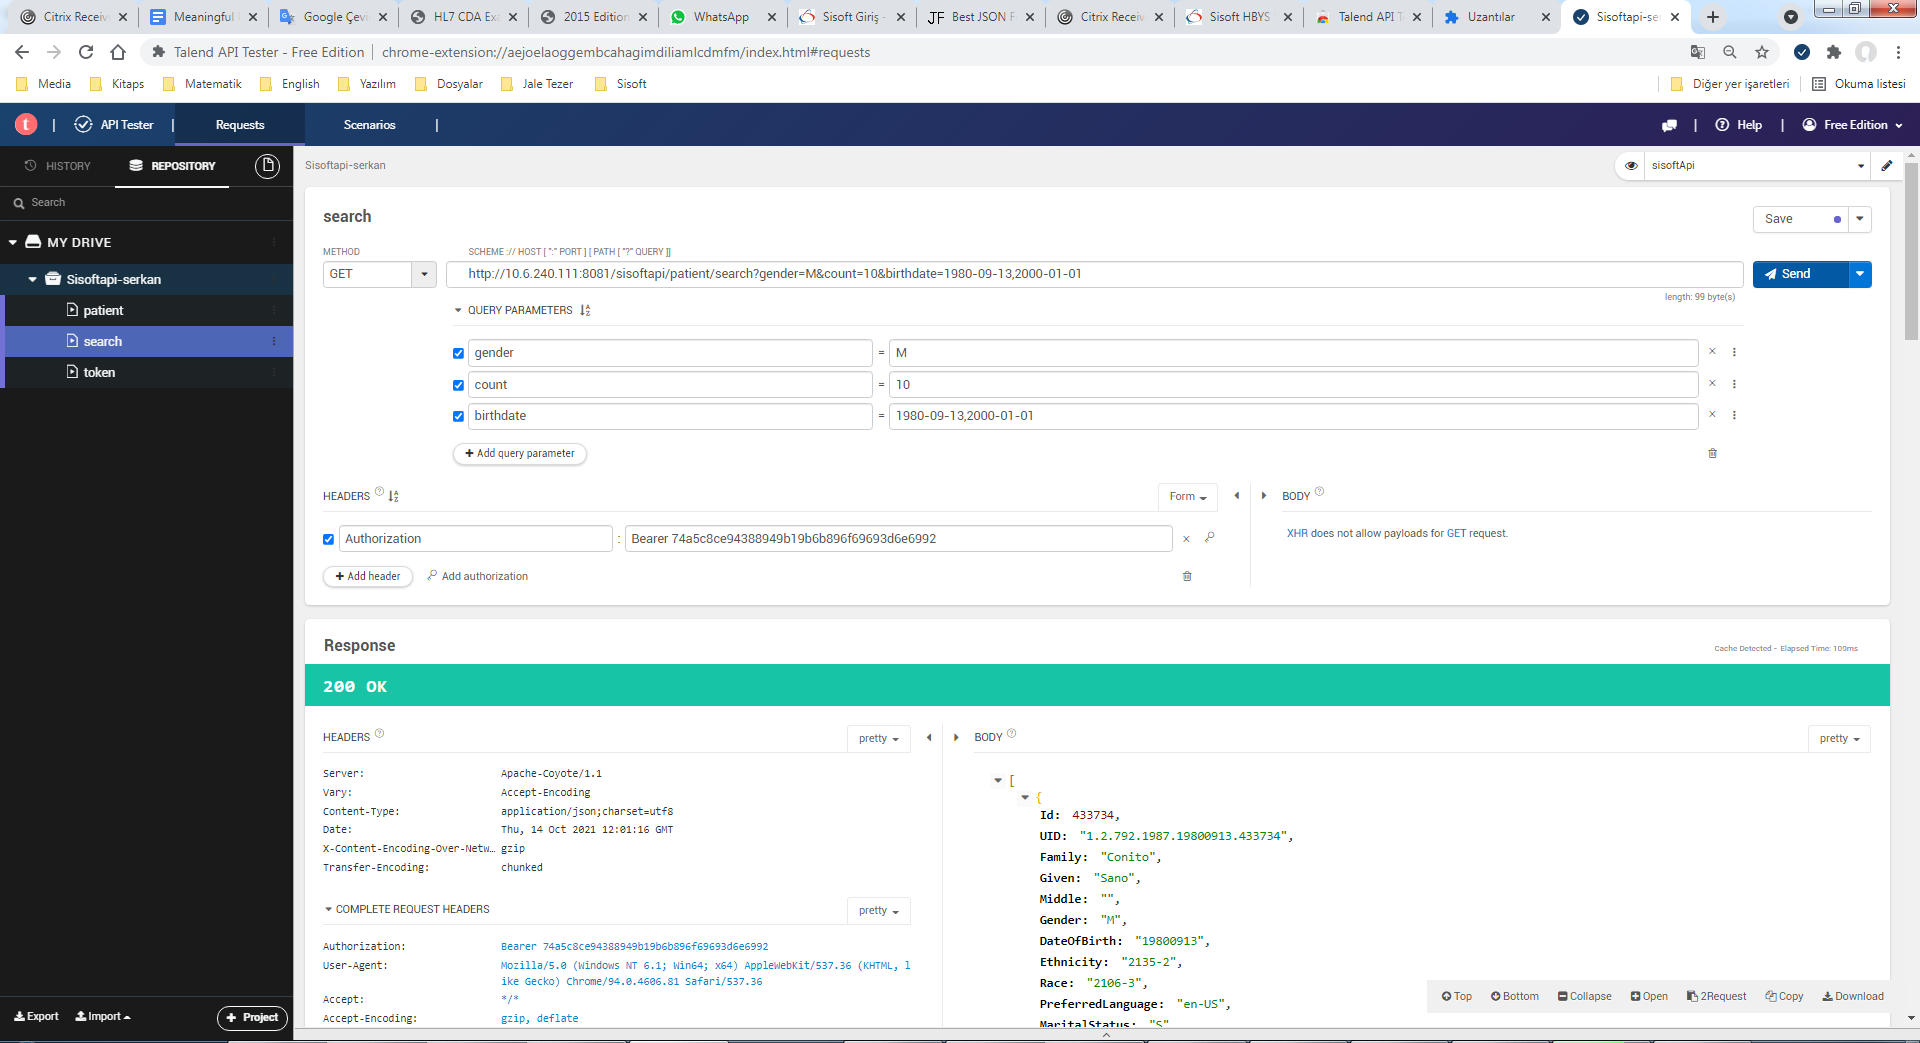 Citrix Receiv
Meaningful
Google Çevi
HL7 CDA Exa
2015 Edition
WhatsApp
Sisoft Giriş -
JF Best JSON F
Citrix Receiv
Sisoft HBYS
Talend API T
Uzantılar
Sisoftapi-se
Talend API Tester - Free Edition | chrome-extension://aejoelaoggembcahagimdiliamlcdmfm/index.html#requests
Media Kitaps Matematik English Yazılım Dosyalar Jale Tezer Sisoft Diğer yer işaretleri Okuma listesi
t | API Tester | Requests Scenarios | | Help | Free Edition
HISTORY REPOSITORY
Search
MY DRIVE
Sisoftapi-serkan
patient
search
token
Export Import + Project
Sisoftapi-serkan
sisoftApi
search
Save
METHOD
SCHEME :// HOST [ ":" PORT ] [ PATH [ "?" QUERY ]]
GET
http://10.6.240.111:8081/sisoftapi/patient/search?gender=M&count=10&birthdate=1980-09-13,2000-01-01
Send
length: 99 byte(s)
QUERY PARAMETERS
gender = M
count = 10
birthdate = 1980-09-13,2000-01-01
+ Add query parameter
HEADERS ? Form
BODY ?
Authorization : Bearer 74a5c8ce94388949b19b6b896f69693d6e6992
XHR does not allow payloads for GET request.
+ Add header Add authorization
Response
Cache Detected - Elapsed Time: 109ms
200 OK
HEADERS ? pretty
Server: Apache-Coyote/1.1
Vary: Accept-Encoding
Content-Type: application/json;charset=utf8
Date: Thu, 14 Oct 2021 12:01:16 GMT
X-Content-Encoding-Over-Netw... gzip
Transfer-Encoding: chunked
COMPLETE REQUEST HEADERS pretty
Authorization: Bearer 74a5c8ce94388949b19b6b896f69693d6e6992
User-Agent: Mozilla/5.0 (Windows NT 6.1; Win64; x64) AppleWebKit/537.36 (KHTML, l
ike Gecko) Chrome/94.0.4606.81 Safari/537.36
Accept: */*
Accept-Encoding: gzip, deflate
BODY ? pretty
[
{
Id: 433734,
UID: "1.2.792.1987.19800913.433734",
Family: "Conito",
Given: "Sano",
Middle: "",
Gender: "M",
DateOfBirth: "19800913",
Ethnicity: "2135-2",
Race: "2106-3",
PreferredLanguage: "en-US",
MaritalStatus: "S"
Top Bottom Collapse Open 2Request Copy Download